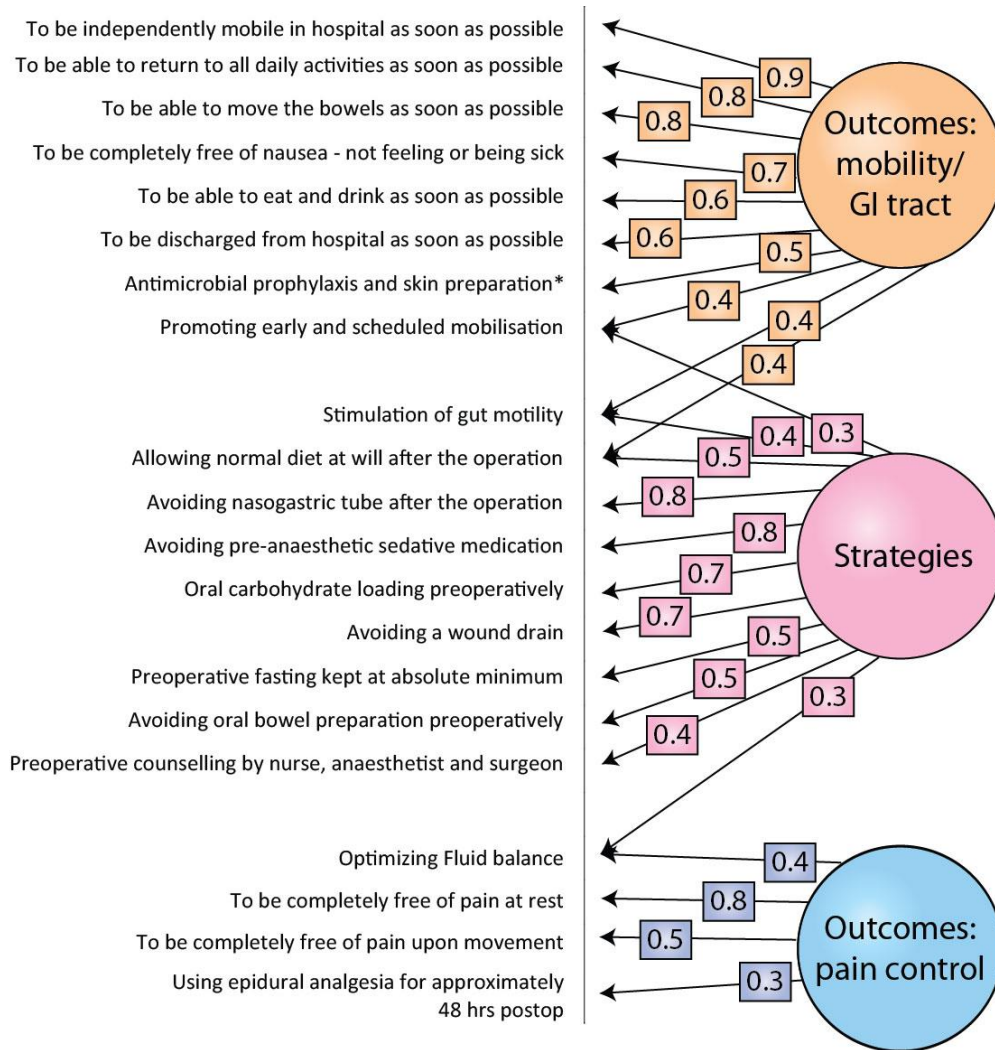 To be independently mobile in hospital as soon as possible
To be able to return to all daily activities as soon as possible
To be able to move the bowels as soon as possible
To be completely free of nausea - not feeling or being sick
To be able to eat and drink as soon as possible
To be discharged from hospital as soon as possible
Antimicrobial prophylaxis and skin preparation*
Promoting early and scheduled mobilisation
Stimulation of gut motility
Allowing normal diet at will after the operation
Avoiding nasogastric tube after the operation
Avoiding pre-anaesthetic sedative medication
Oral carbohydrate loading preoperatively
Avoiding a wound drain
Preoperative fasting kept at absolute minimum
Avoiding oral bowel preparation preoperatively
Preoperative counselling by nurse, anaesthetist and surgeon
Optimizing Fluid balance
To be completely free of pain at rest
To be completely free of pain upon movement
Using epidural analgesia for approximately
48 hrs postop
0.9
0.8
0.8
0.7
0.6
0.6
0.5
0.4
0.4
0.4
Outcomes:
mobility/
GI tract
0.3
0.4
0.5
0.8
0.8
0.7
0.7
0.5
0.5
0.4
0.3
Strategies
0.4
0.8
0.5
0.3
Outcomes:
pain control